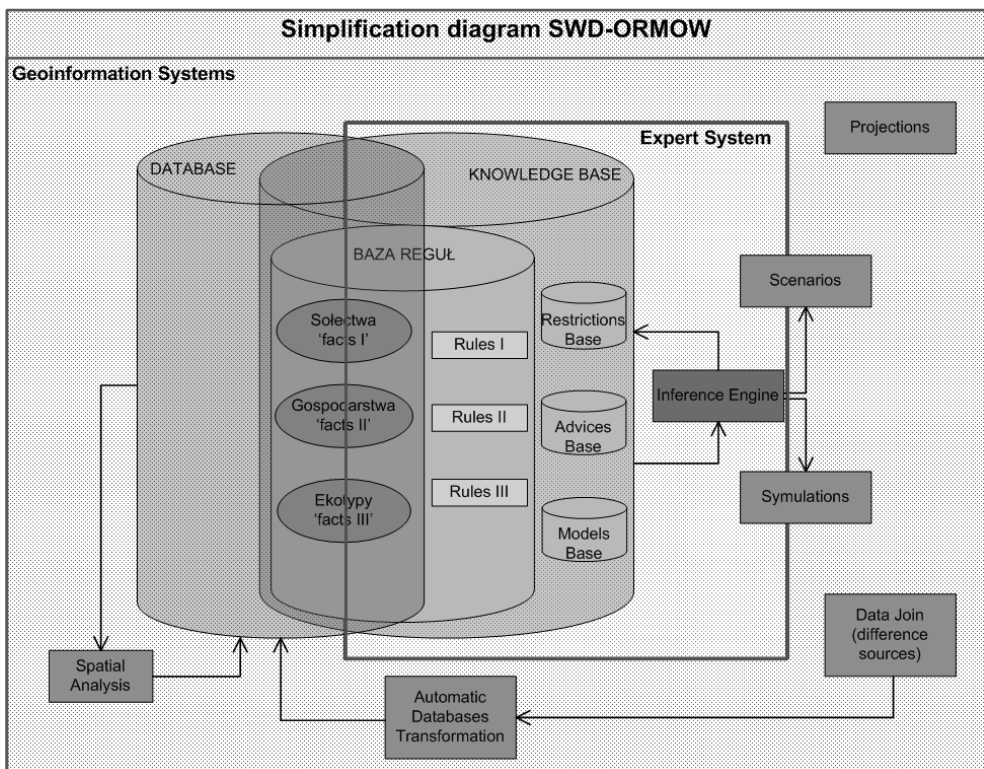 Simplification diagram SWD-ORMOW
Geoinformation Systems
Projections
Expert System
DATABASE
KNOWLEDGE BASE
BAZA REGUŁ
Scenarios
Sołectwa
‘facts I’
Rules I
Restrictions
Base
Inference Engine
Gospodarstwa
‘facts II’
Rules II
Advices
Base
Ekotypy
‘facts III’
Rules III
Symulations
Models
Base
Data Join
(difference
sources)
Spatial
Analysis
Automatic
Databases
Transformation